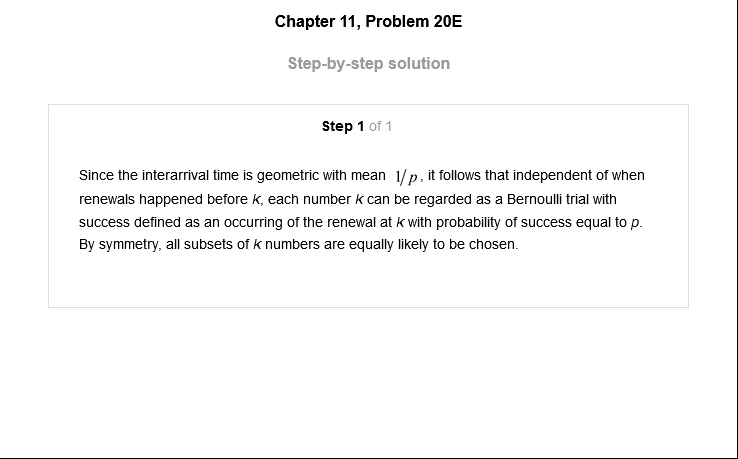 Chapter 11, Problem 20E
Step-by-step solution
Step 1 of 1
Since the interarrival time is geometric with mean 1/p, it follows that independent of when
renewals happened before k, each number k can be regarded as a Bernoulli trial with
success defined as an occurring of the renewal at k with probability of success equal to p.
By symmetry, all subsets of k numbers are equally likely to be chosen.